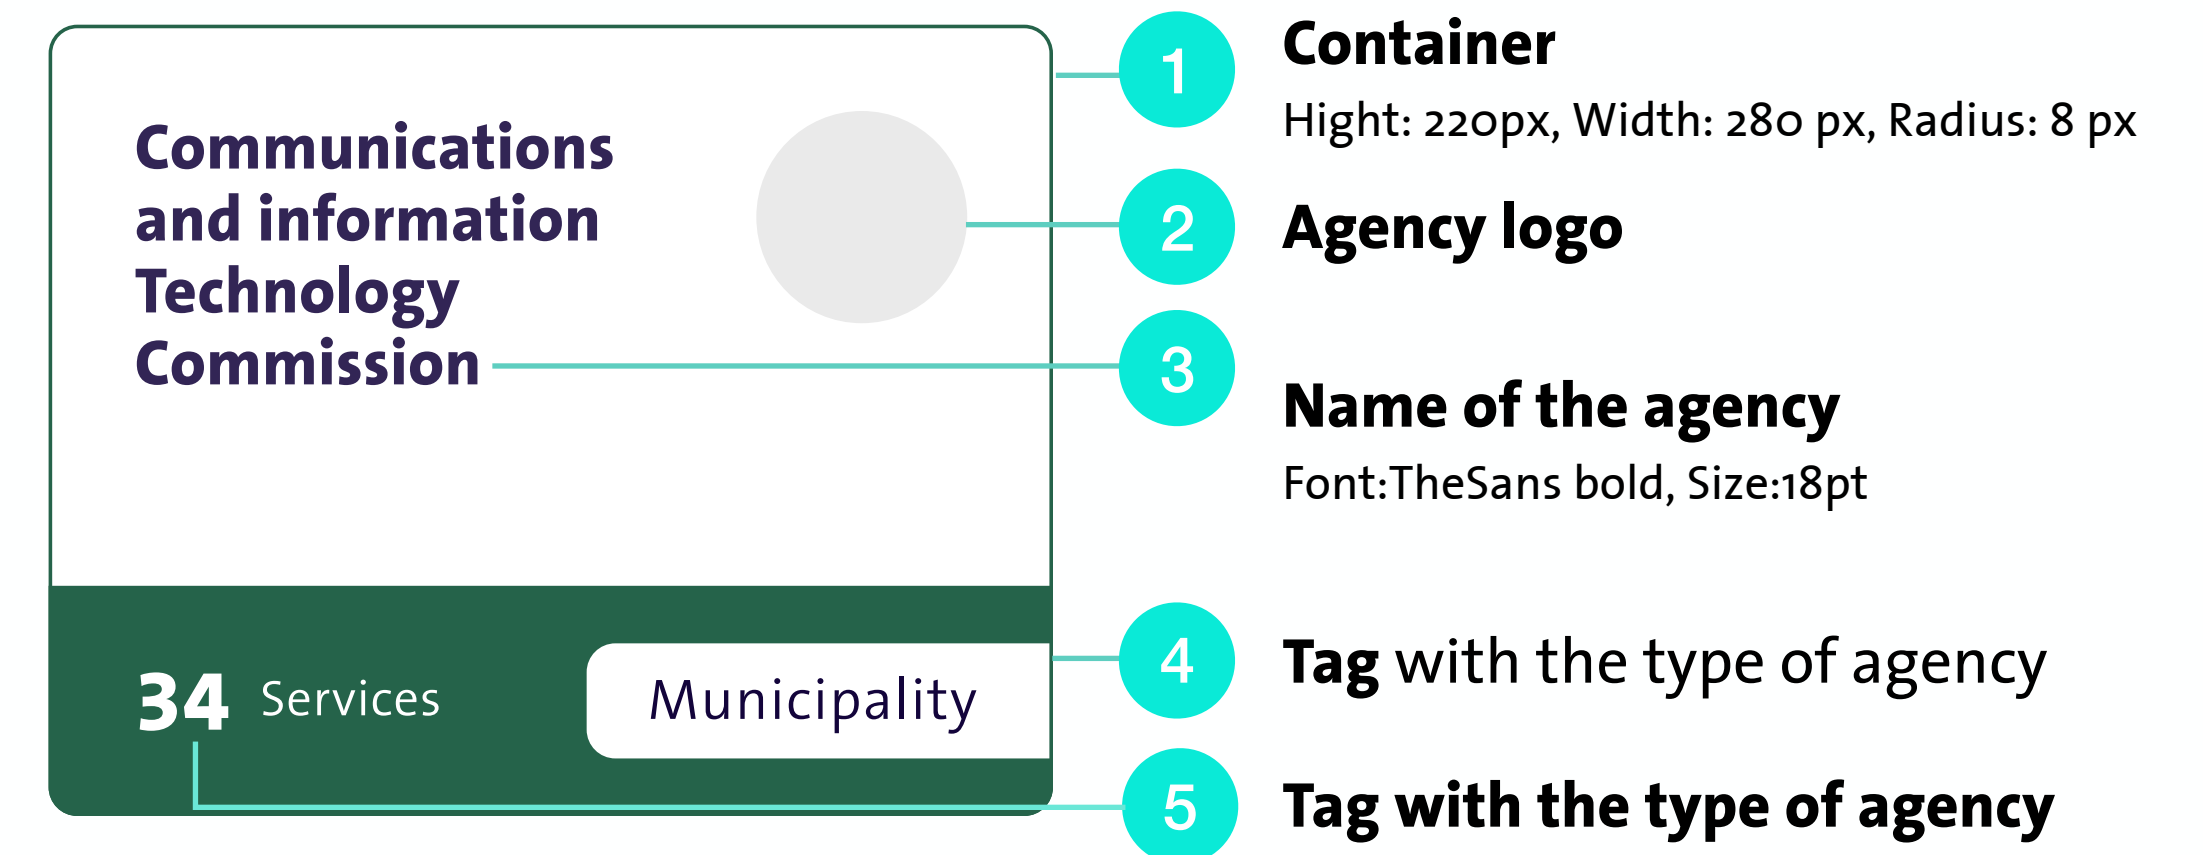 Communications
and information
Technology
Commission
34 Services
Municipality
1
Container
Hight: 220px, Width: 280 px, Radius: 8 px
2
Agency logo
3
Name of the agency
Font:TheSans bold, Size:18pt
4
Tag with the type of agency
5
Tag with the type of agency